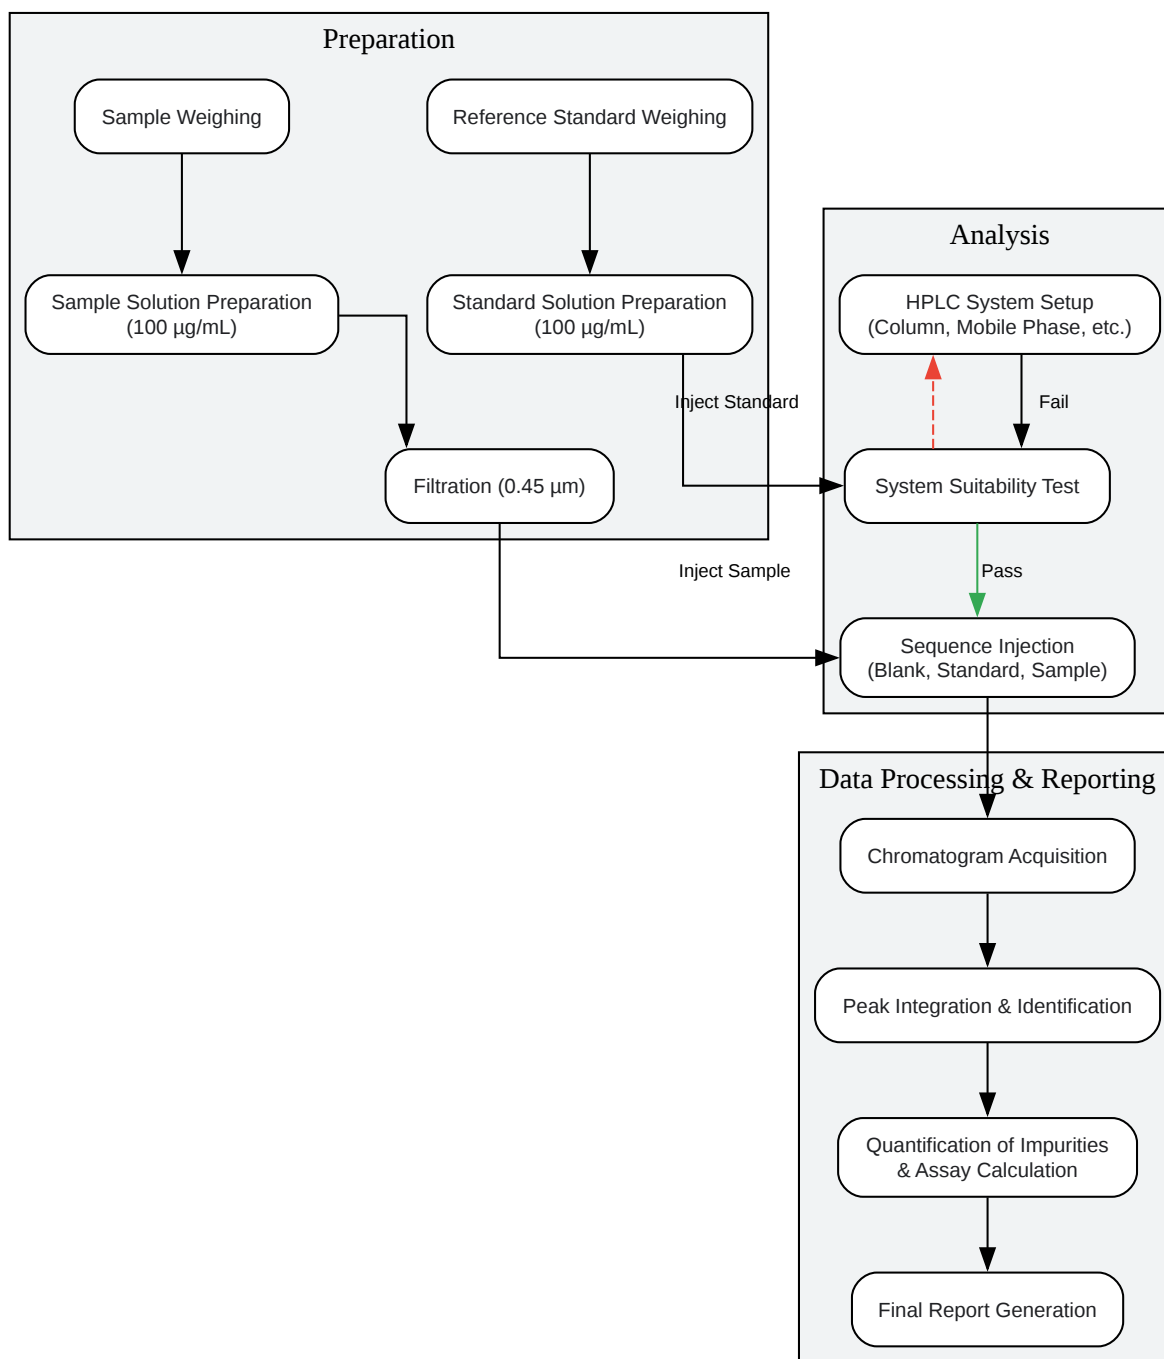 Preparation
Sample Weighing
Reference Standard Weighing
Sample Solution Preparation
(100 µg/mL)
Standard Solution Preparation
(100 µg/mL)
Inject Standard
Filtration (0.45 µm)
Inject Sample
Analysis
HPLC System Setup
(Column, Mobile Phase, etc.)
Fail
System Suitability Test
Pass
Sequence Injection
(Blank, Standard, Sample)
Data Processing & Reporting
Chromatogram Acquisition
Peak Integration & Identification
Quantification of Impurities
& Assay Calculation
Final Report Generation